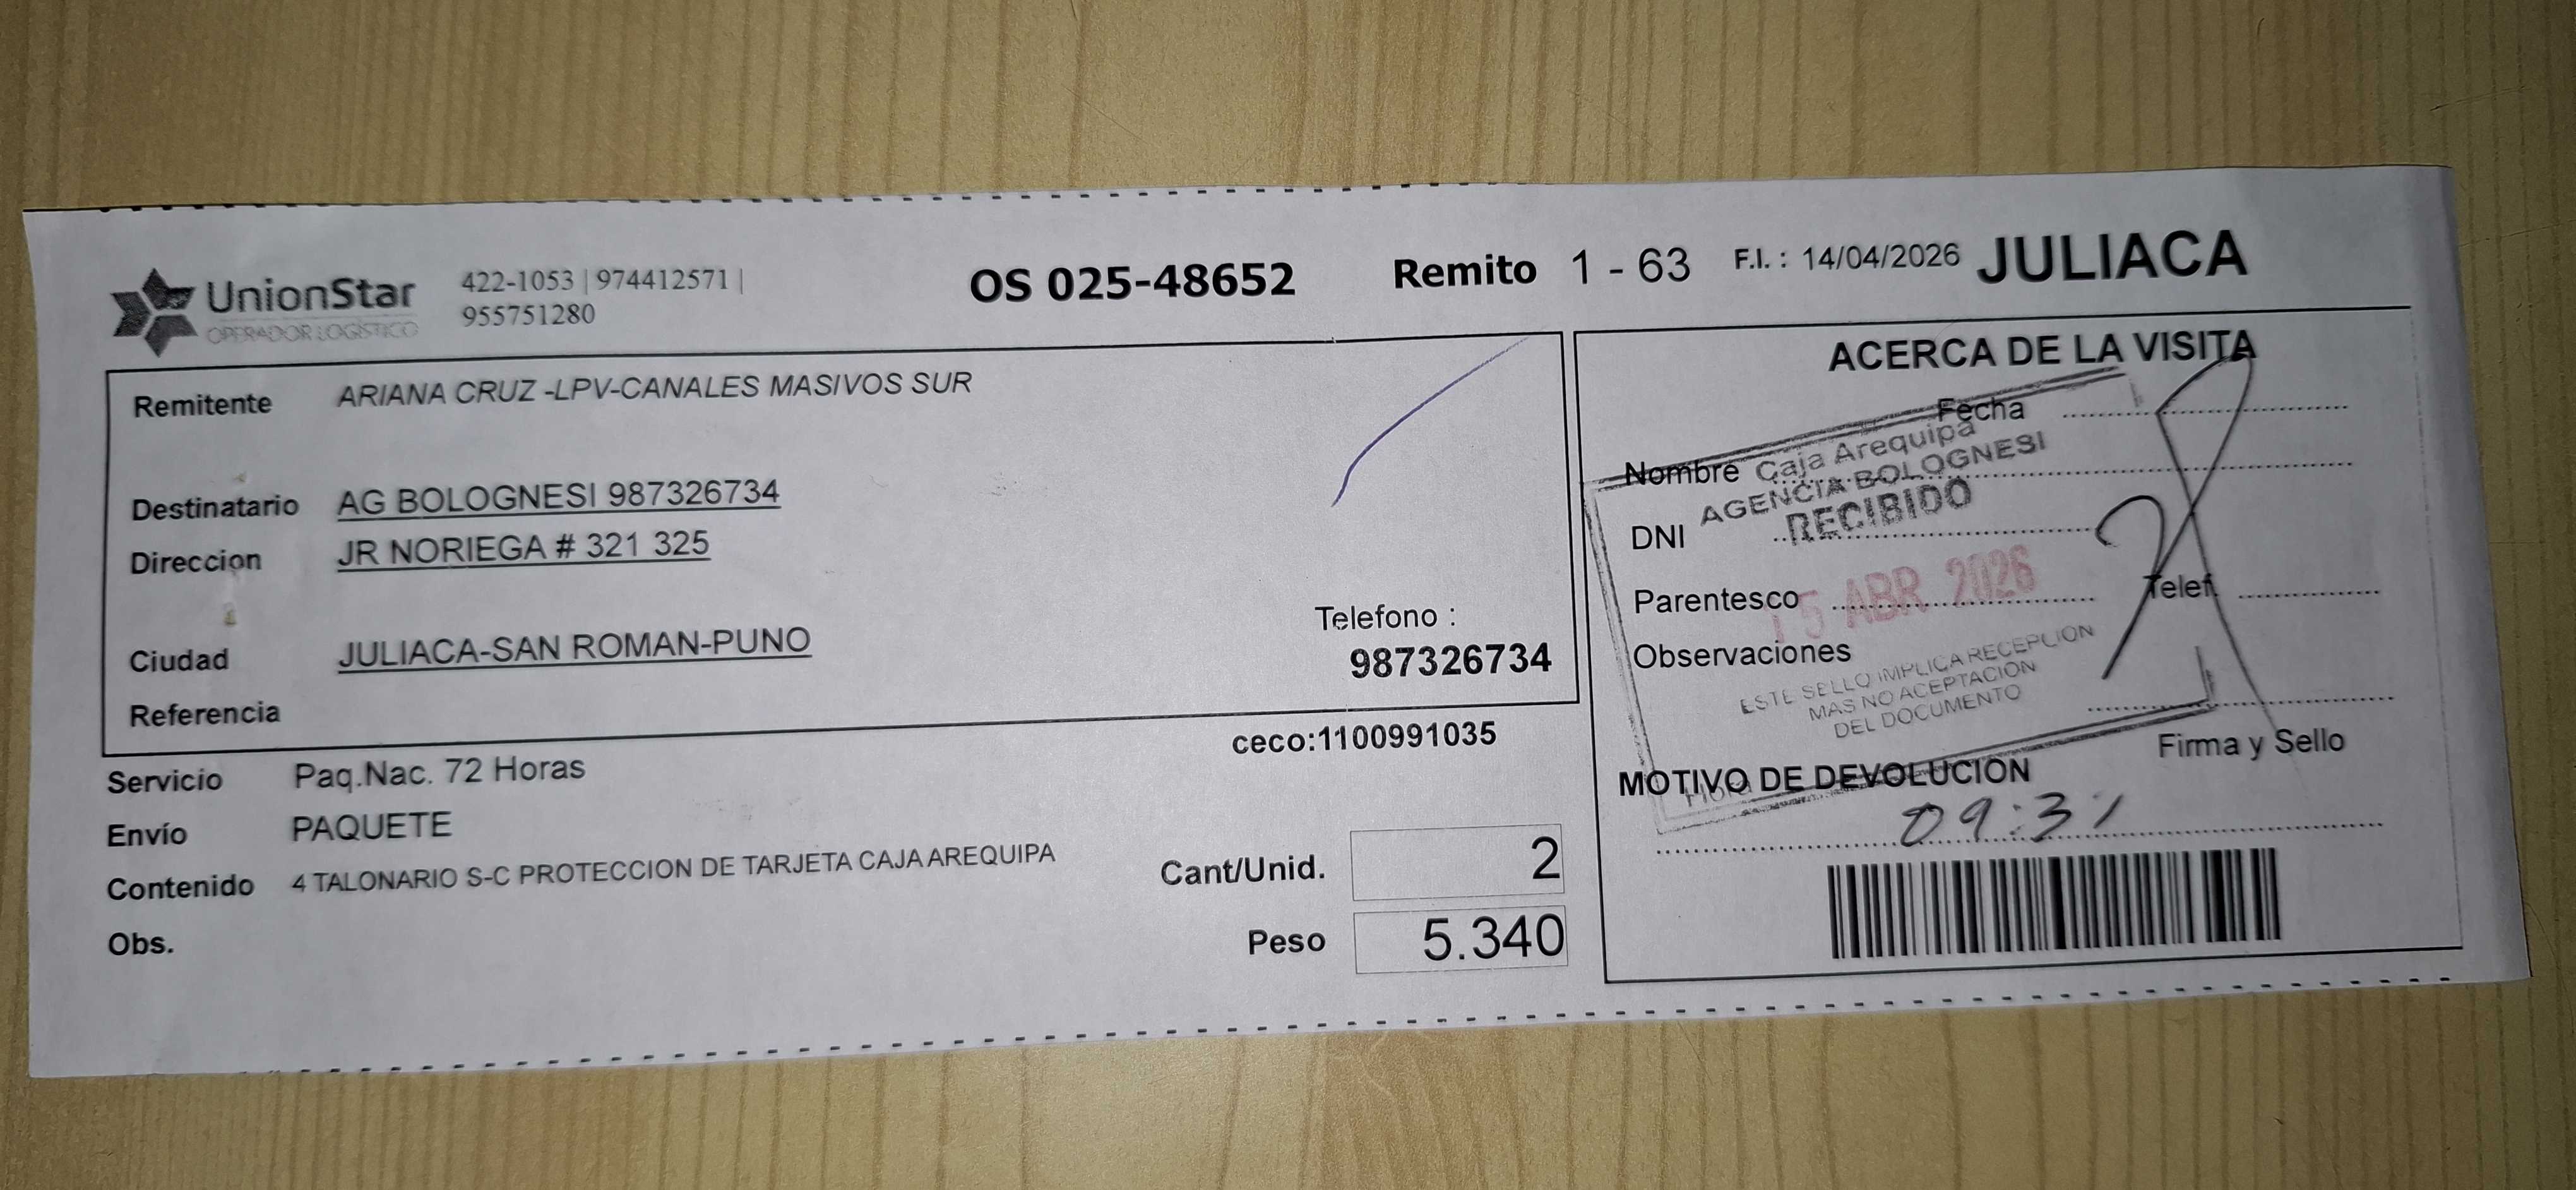 UnionStar
OPERADOR LOGÍSTICO
422-1053 | 974412571 |
955751280
OS 025-48652
Remito 1 - 63
F.I. : 14/04/2026
JULIACA
Remitente ARIANA CRUZ -LPV-CANALES MASIVOS SUR
Destinatario AG BOLOGNESI 987326734
Direccion JR NORIEGA # 321 325
Telefono :
Ciudad JULIACA-SAN ROMAN-PUNO
987326734
Referencia
ceco:1100991035
Servicio Paq.Nac. 72 Horas
Envío PAQUETE
Contenido 4 TALONARIO S-C PROTECCION DE TARJETA CAJA AREQUIPA
Cant/Unid. 2
Obs.
Peso 5.340
ACERCA DE LA VISITA
Fecha
Nombre
Caja Arequipa
AGENCIA BOLOGNESI
RECIBIDO
DNI
Parentesco
15 ABR 2026
Telef.
Observaciones
ESTE SELLO IMPLICA RECEPCION
MAS NO ACEPTACION
DEL DOCUMENTO
Firma y Sello
MOTIVO DE DEVOLUCIÓN
Hora
09:31